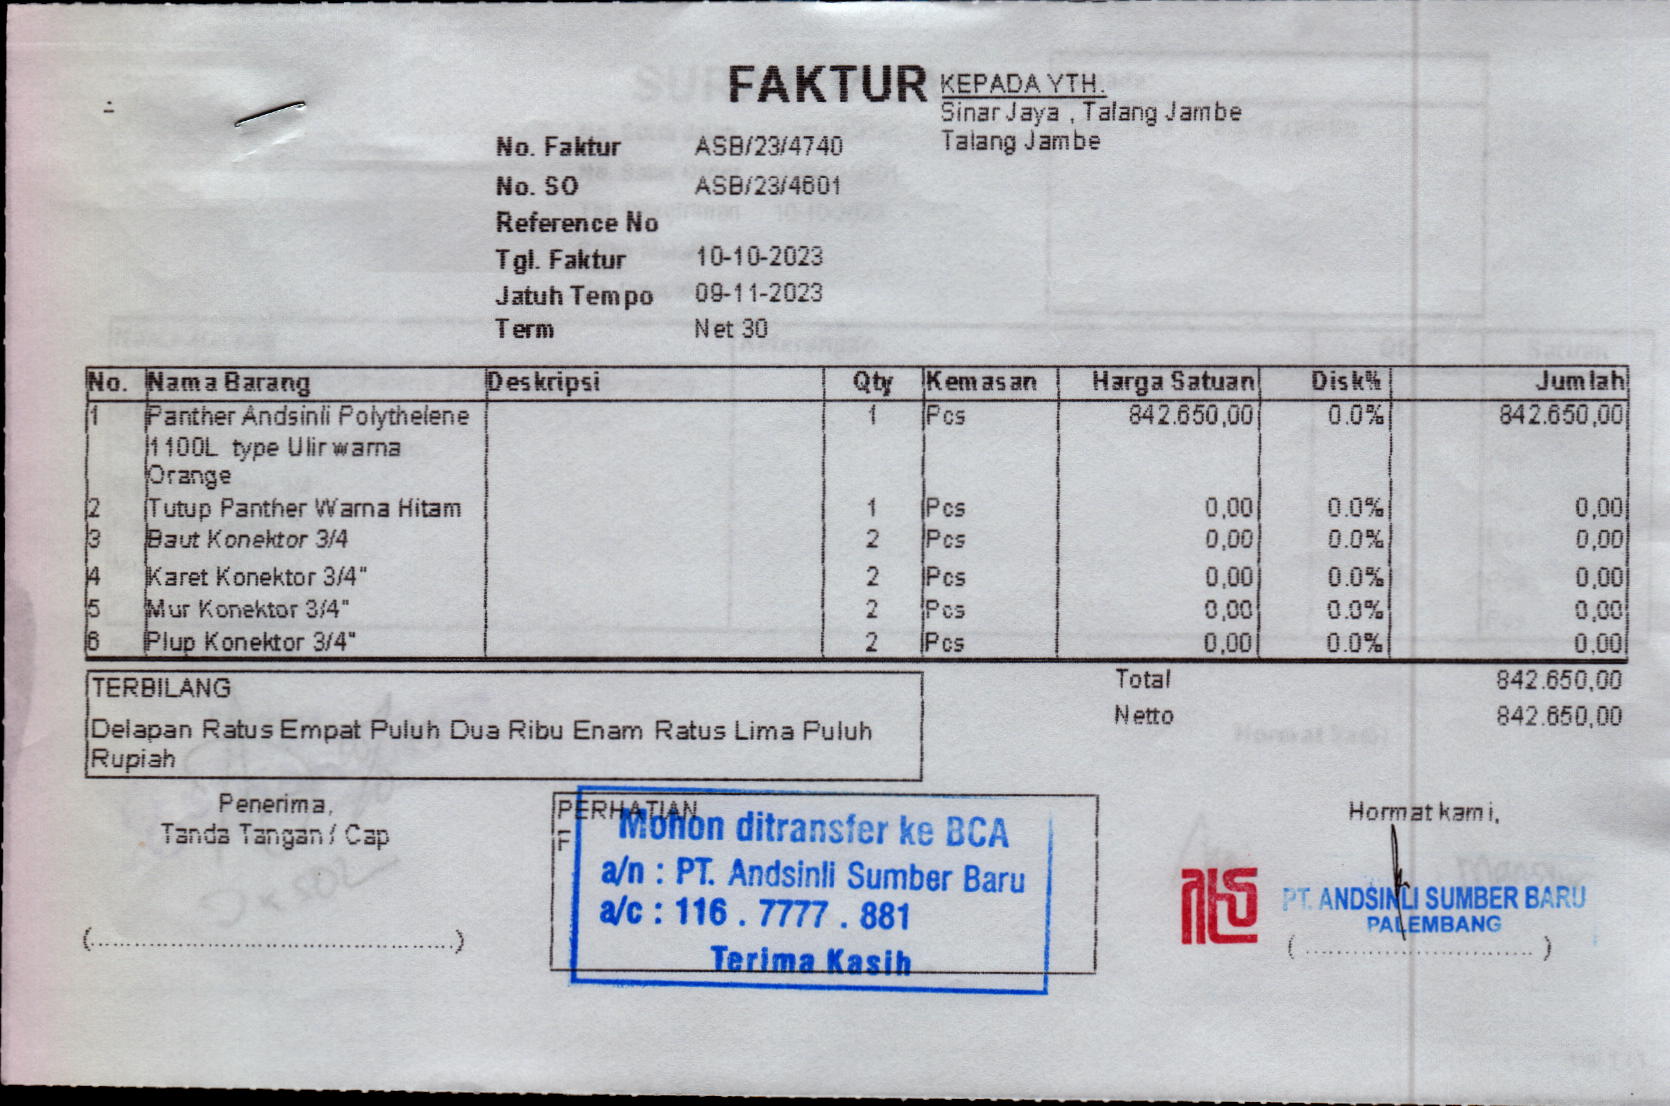 FAKTUR
KEPADA YTH.
Sinar Jaya , Talang Jambe
Talang Jambe
No. Faktur ASB/23/4740
No. SO ASB/23/4601
Reference No
Tgl. Faktur 10-10-2023
Jatuh Tempo 09-11-2023
Term Net 30
No. Nama Barang Deskripsi Qty Kemasan Harga Satuan Disk% Jumlah
1 Panther Andsinli Polythelene 1 Pcs 842.650,00 0.0% 842.650,00
1100L type Ulir warna
Orange
2 Tutup Panther Warna Hitam 1 Pcs 0,00 0.0% 0,00
3 Baut Konektor 3/4 2 Pcs 0,00 0.0% 0,00
4 Karet Konektor 3/4" 2 Pcs 0,00 0.0% 0,00
5 Mur Konektor 3/4" 2 Pcs 0,00 0.0% 0,00
6 Plup Konektor 3/4" 2 Pcs 0,00 0.0% 0,00
Total 842.650,00
Netto 842.650,00
TERBILANG
Delapan Ratus Empat Puluh Dua Ribu Enam Ratus Lima Puluh
Rupiah
Penerima,
Tanda Tangan / Cap
(................................................)
PERHATIAN
F
Mohon ditransfer ke BCA
a/n : PT. Andsinli Sumber Baru
a/c : 116 . 7777 . 881
Terima Kasih
Hormat kami,
PT. ANDSINLI SUMBER BARU
PALEMBANG
( .............................. )